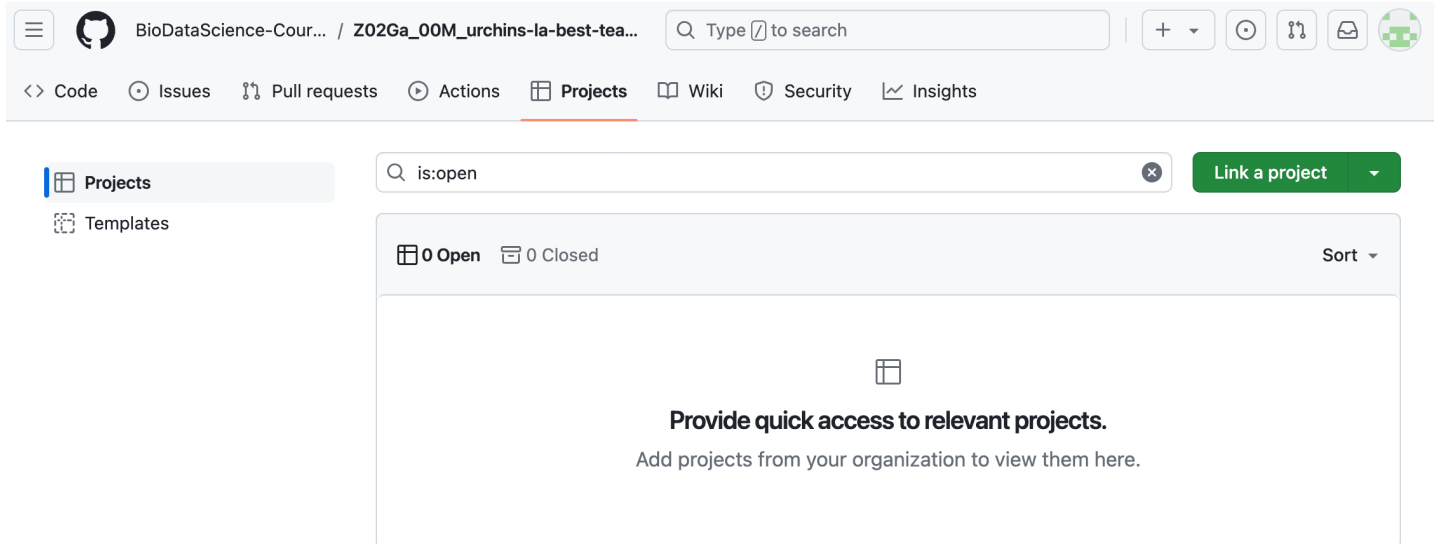 BioDataScience-Cour... / Z02Ga_00M_urchins-la-best-tea... Type / to search
Code Issues Pull requests Actions Projects Wiki Security Insights
Projects
Templates
is:open
Link a project
0 Open 0 Closed
Sort
Provide quick access to relevant projects.
Add projects from your organization to view them here.